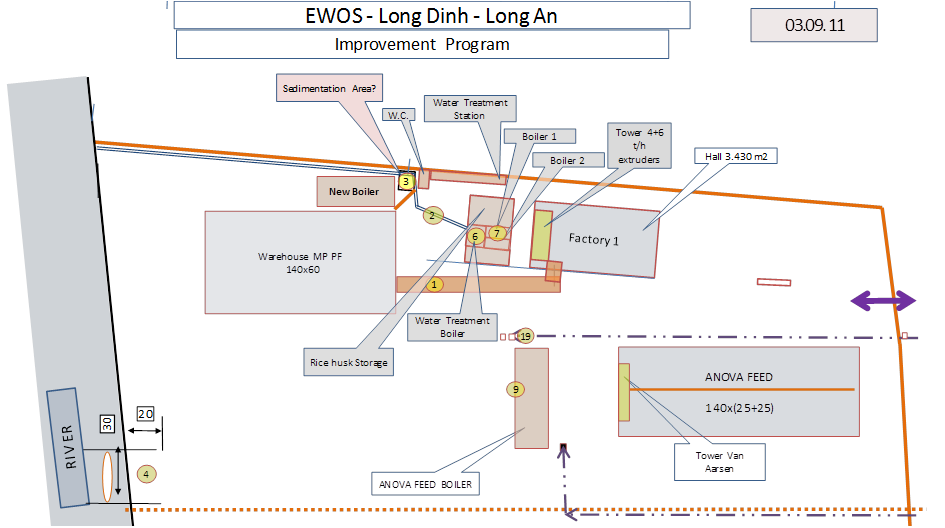 EWOS - Long Dinh - Long An
03.09. 11
Improvement Program
Sedimentation Area?
W.C.
Water Treatment
Station
Boiler 1
Boiler 2
Tower 4+6
t/h
extruders
Hall 3.430 m2
3
New Boiler
2
6
7
Factory 1
Warehouse MP PF
140x60
1
Water Treatment
Boiler
19
Rice husk Storage
ANOVA FEED
9
140x(25+25)
20
30
RIVER
4
Tower Van
Aarsen
ANOVA FEED BOILER